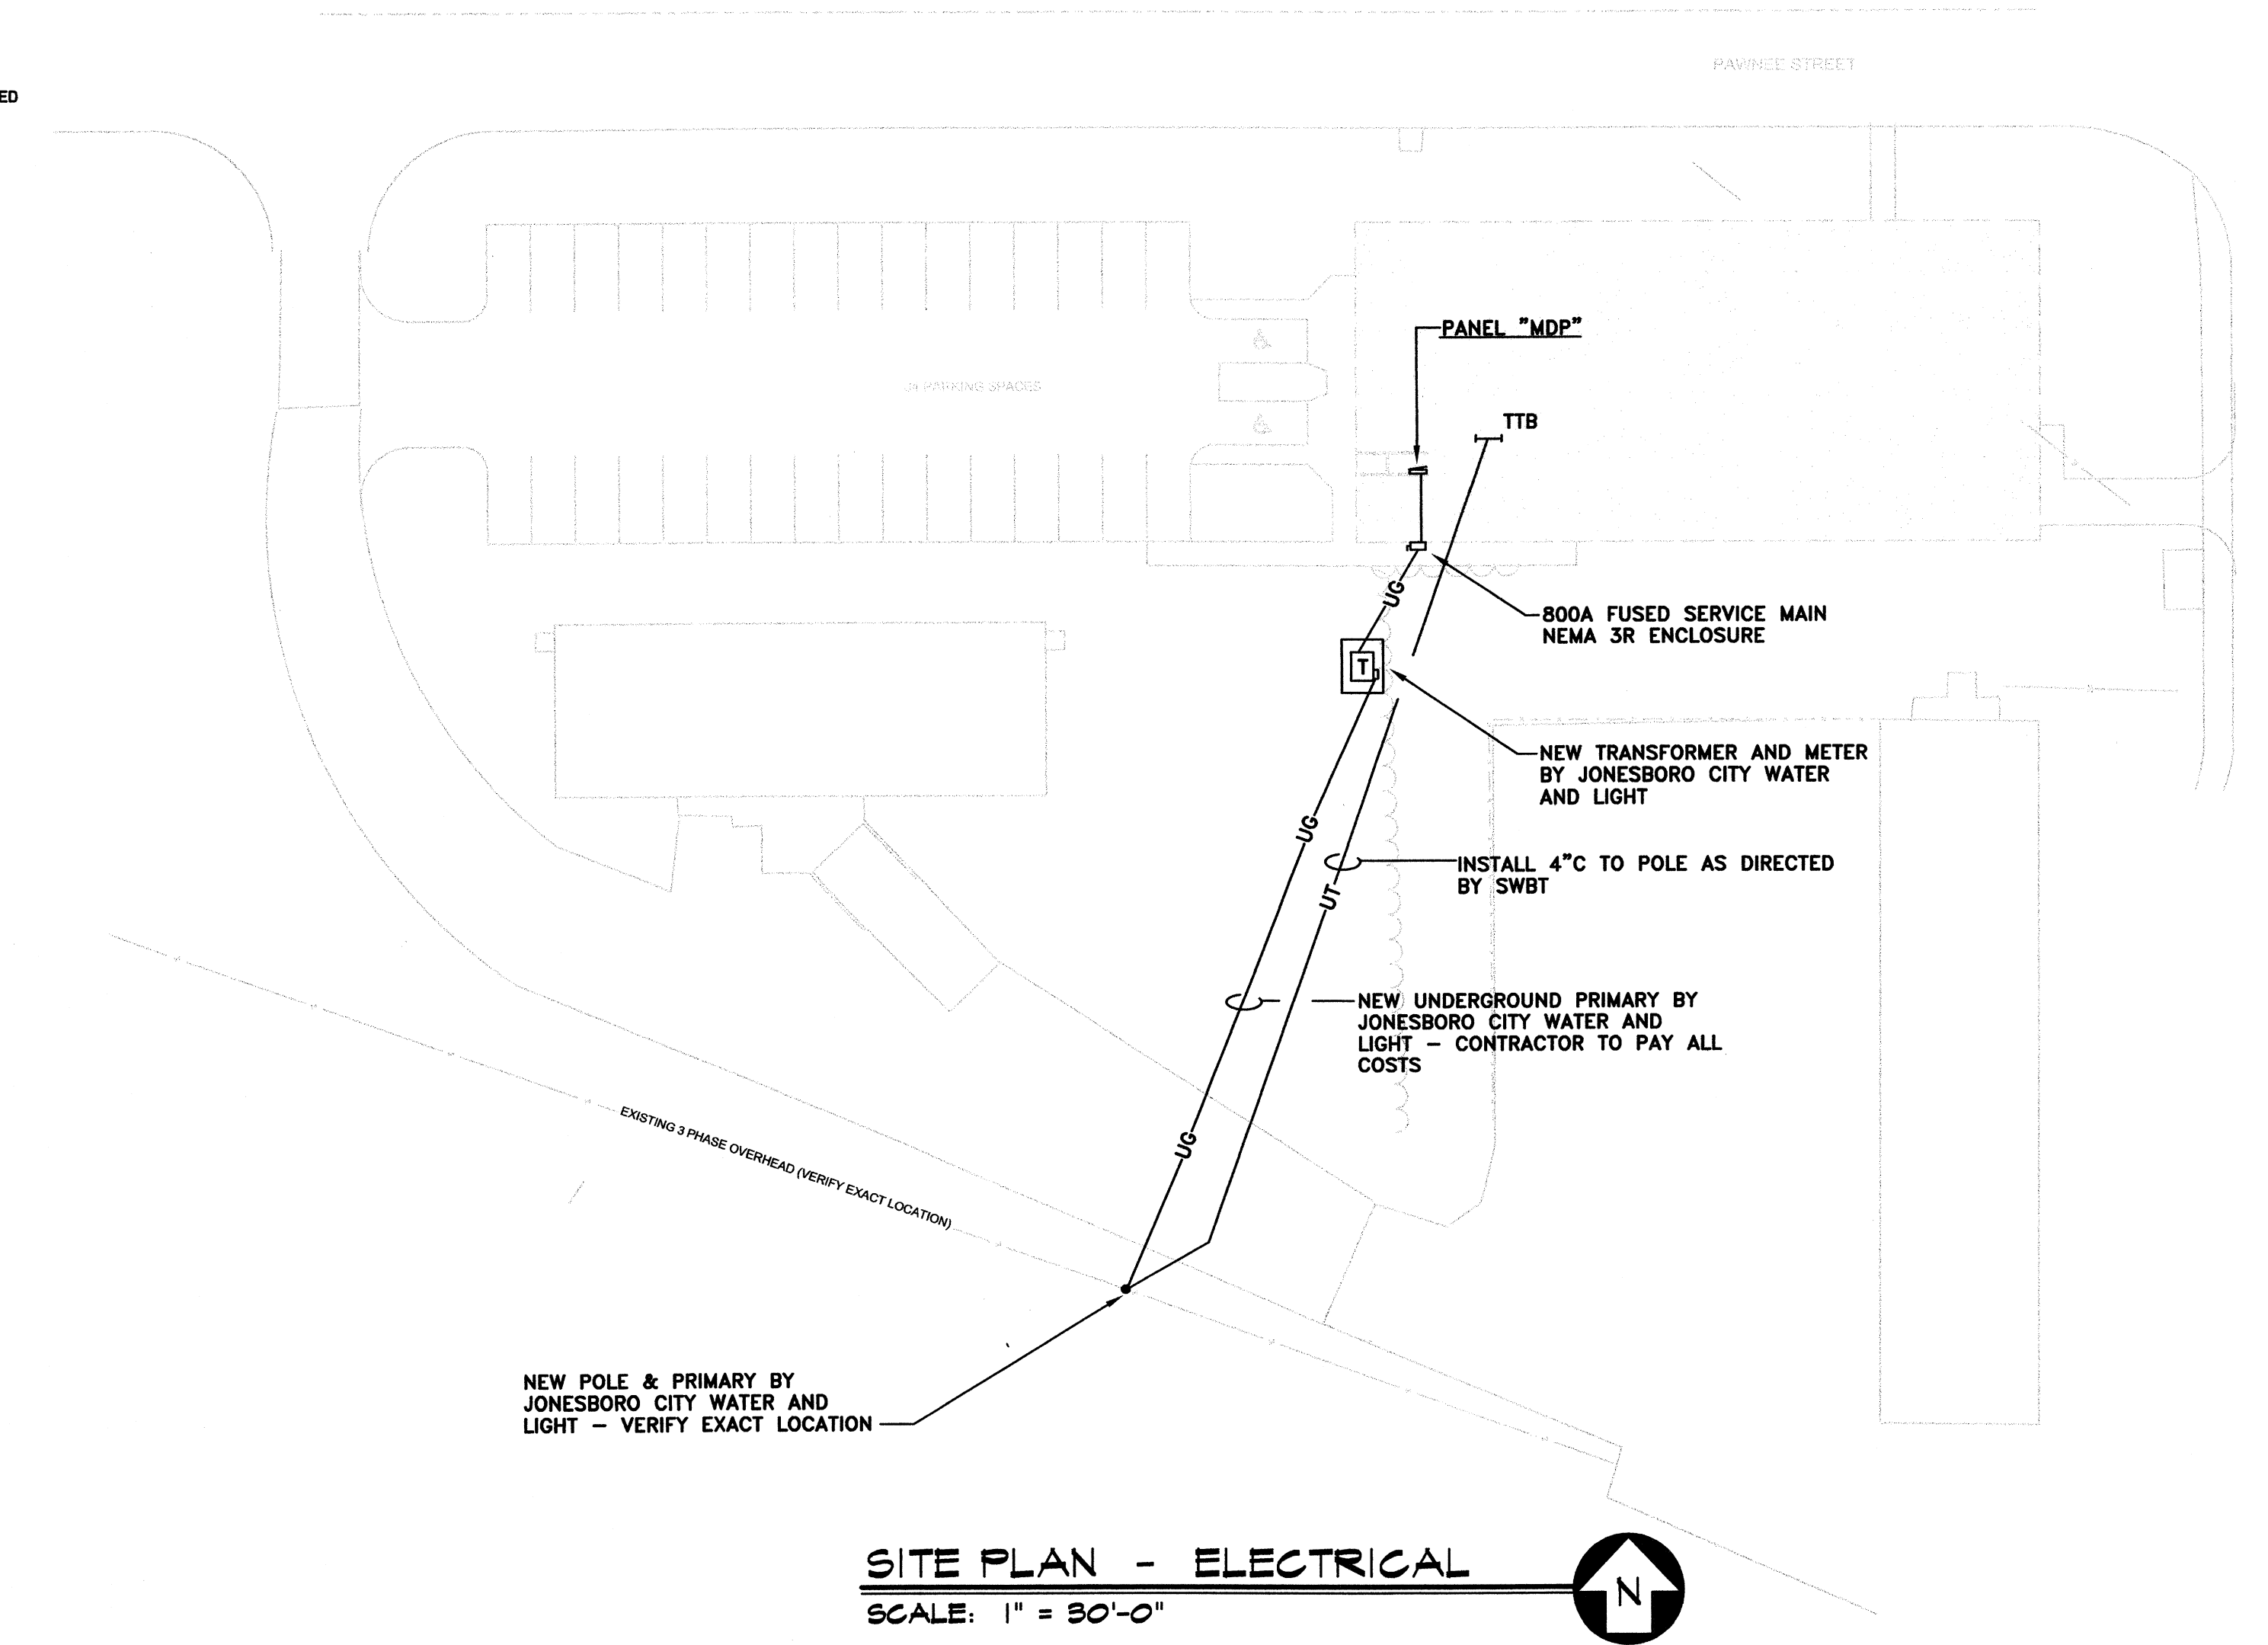 PAWNEE STREET
ED
PANEL "MDP"
PARKING SPACES
TTB
UG
800A FUSED SERVICE MAIN
NEMA 3R ENCLOSURE
T
NEW TRANSFORMER AND METER
BY JONESBORO CITY WATER
AND LIGHT
UG
INSTALL 4"C TO POLE AS DIRECTED
BY SWBT
UT
NEW UNDERGROUND PRIMARY BY
JONESBORO CITY WATER AND
LIGHT – CONTRACTOR TO PAY ALL
COSTS
UG
EXISTING 3 PHASE OVERHEAD (VERIFY EXACT LOCATION)
NEW POLE & PRIMARY BY
JONESBORO CITY WATER AND
LIGHT – VERIFY EXACT LOCATION
SITE PLAN - ELECTRICAL
N
SCALE: 1" = 30'-0"